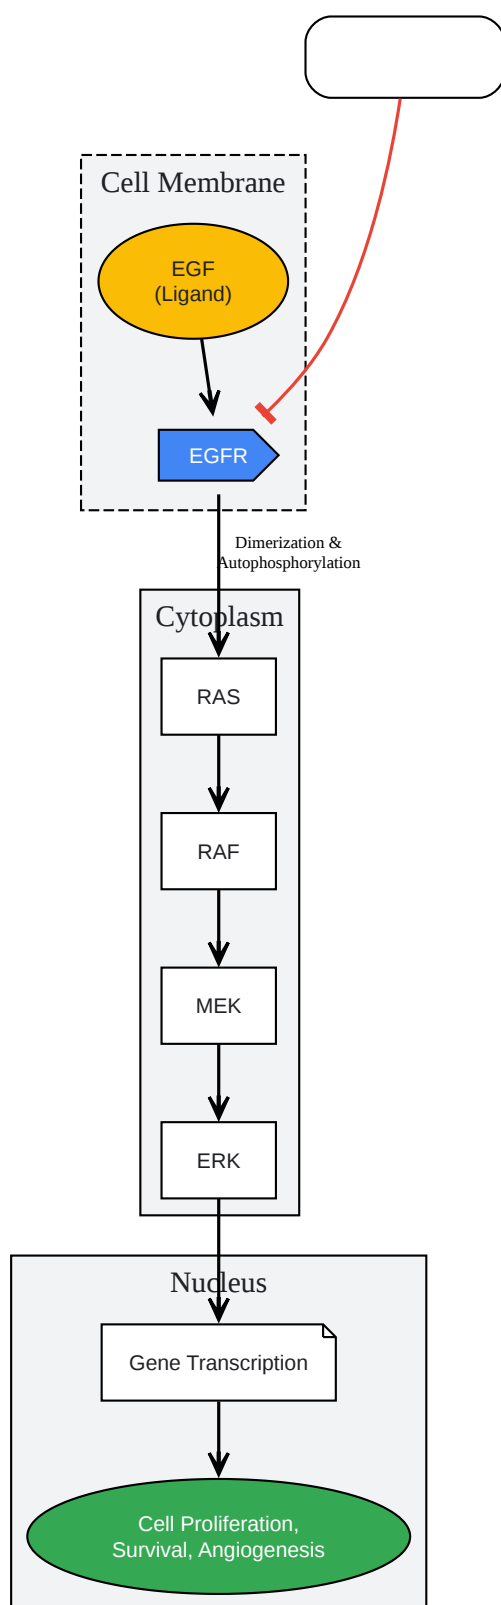 Cell Membrane
EGF
(Ligand)
EGFR
Dimerization &
Autophosphorylation
Cytoplasm
RAS
RAF
MEK
ERK
Nucleus
Gene Transcription
Cell Proliferation,
Survival, Angiogenesis